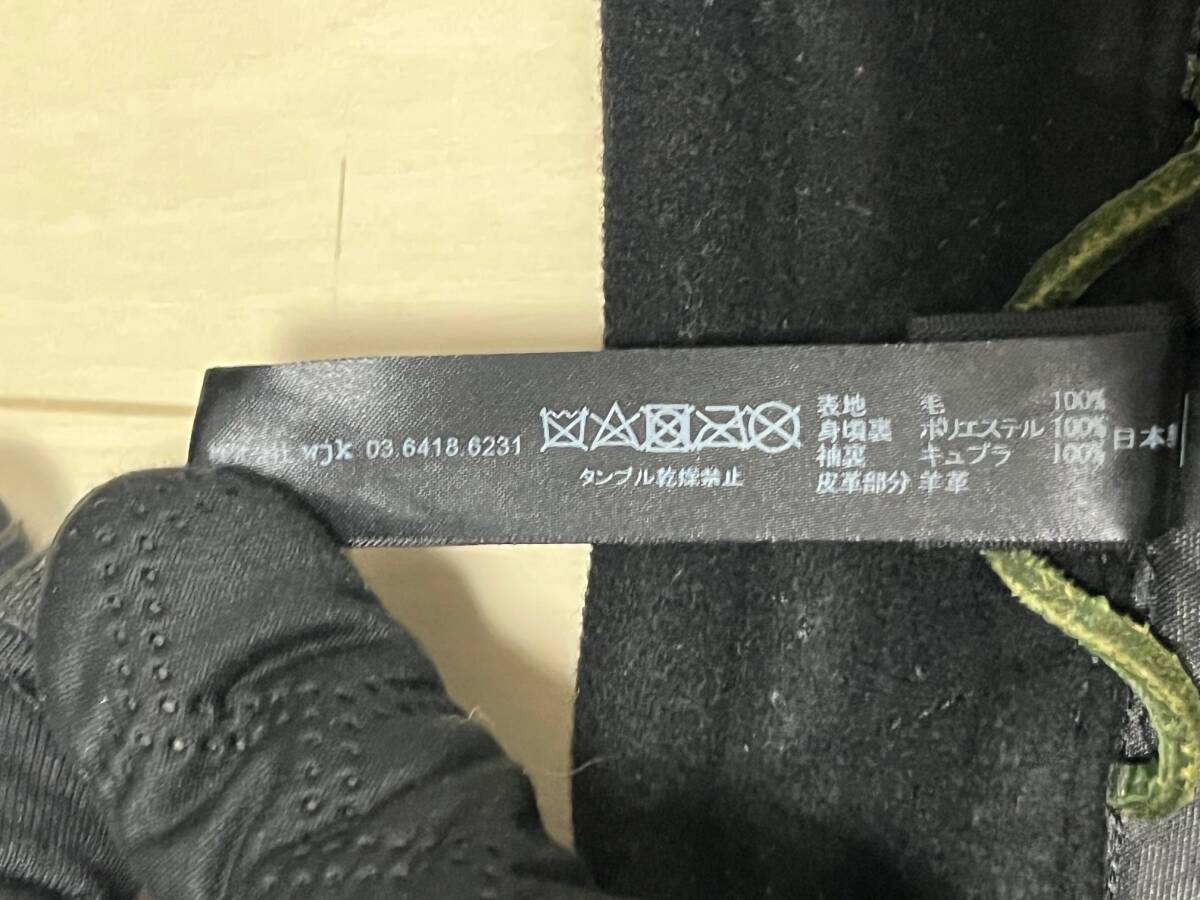 wjk 03.6418.6231
タンブル乾燥禁止
表地 毛 100%
身頃裏 ポリエステル 100%
袖裏 キュプラ 100%
皮革部分 羊革
日本